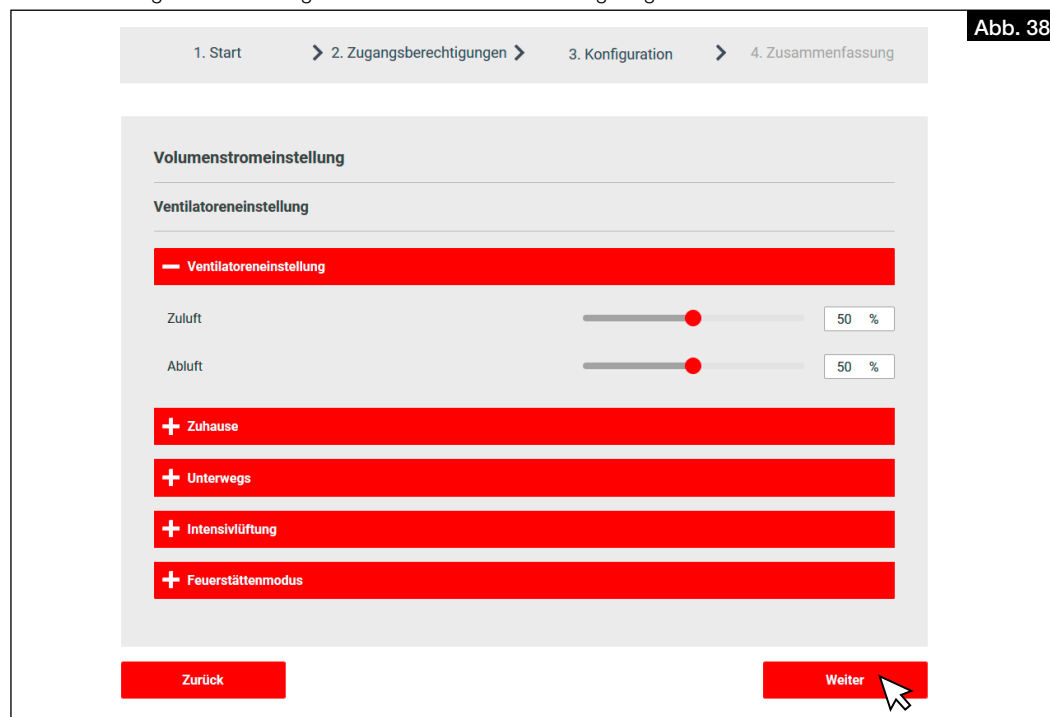 Abb. 38
1. Start 2. Zugangsberechtigungen 3. Konfiguration 4. Zusammenfassung
Volumenstromeinstellung
Ventilatoreneinstellung
Ventilatoreneinstellung
Zuluft 50 %
Abluft 50 %
Zuhause
Unterwegs
Intensivlüftung
Feuerstättenmodus
Zurück Weiter